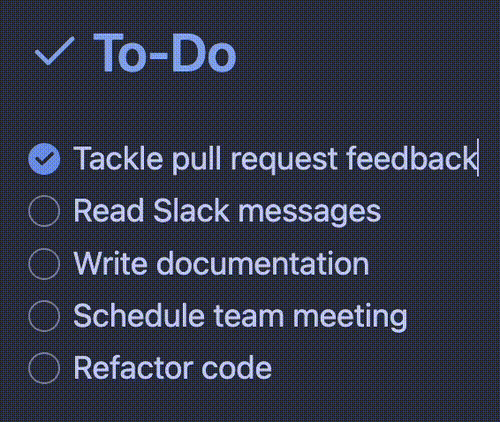 To-Do
Tackle pull request feedback
Read Slack messages
Write documentation
Schedule team meeting
Refactor code